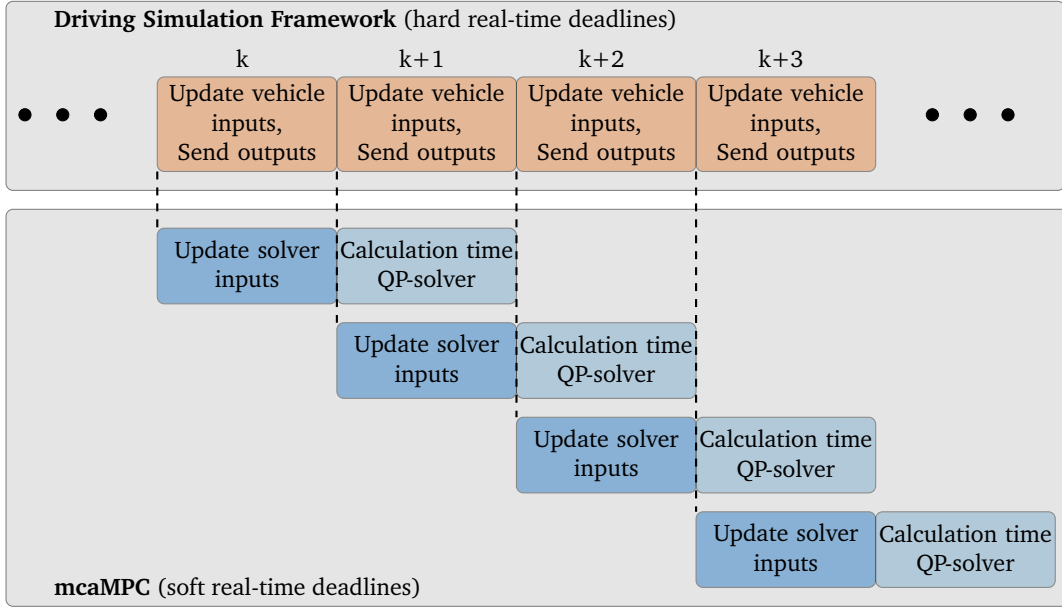 Driving Simulation Framework (hard real-time deadlines)
k k+1 k+2 k+3
Update vehicle
inputs,
Send outputs
Update vehicle
inputs,
Send outputs
Update vehicle
inputs,
Send outputs
Update vehicle
inputs,
Send outputs
Update solver
inputs
Calculation time
QP-solver
Update solver
inputs
Calculation time
QP-solver
Update solver
inputs
Calculation time
QP-solver
Update solver
inputs
Calculation time
QP-solver
mcaMPC (soft real-time deadlines)